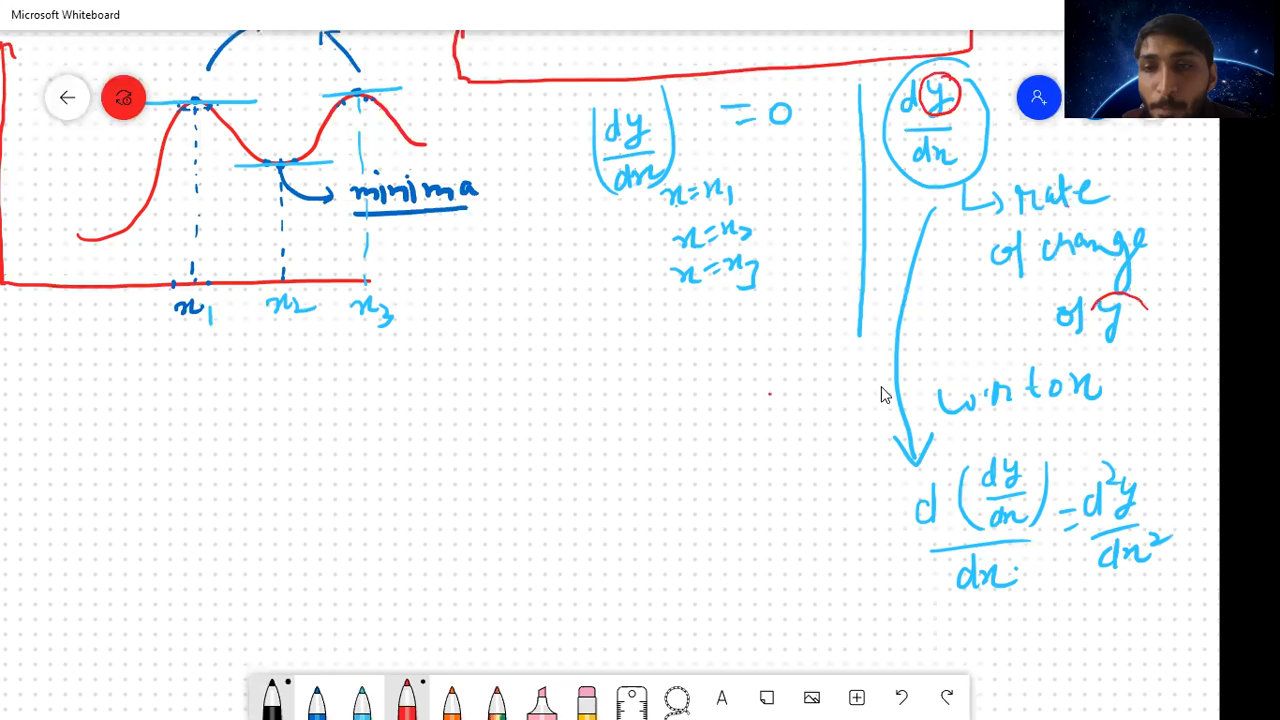 Microsoft Whiteboard
minima
x1
x2
x3
(dy/dx) = 0
x=x1
x=x2
x=x3
dy/dx
rate
of change
of y
w.r.to x
d(dy/dx)/dx = d²y/dx²
A